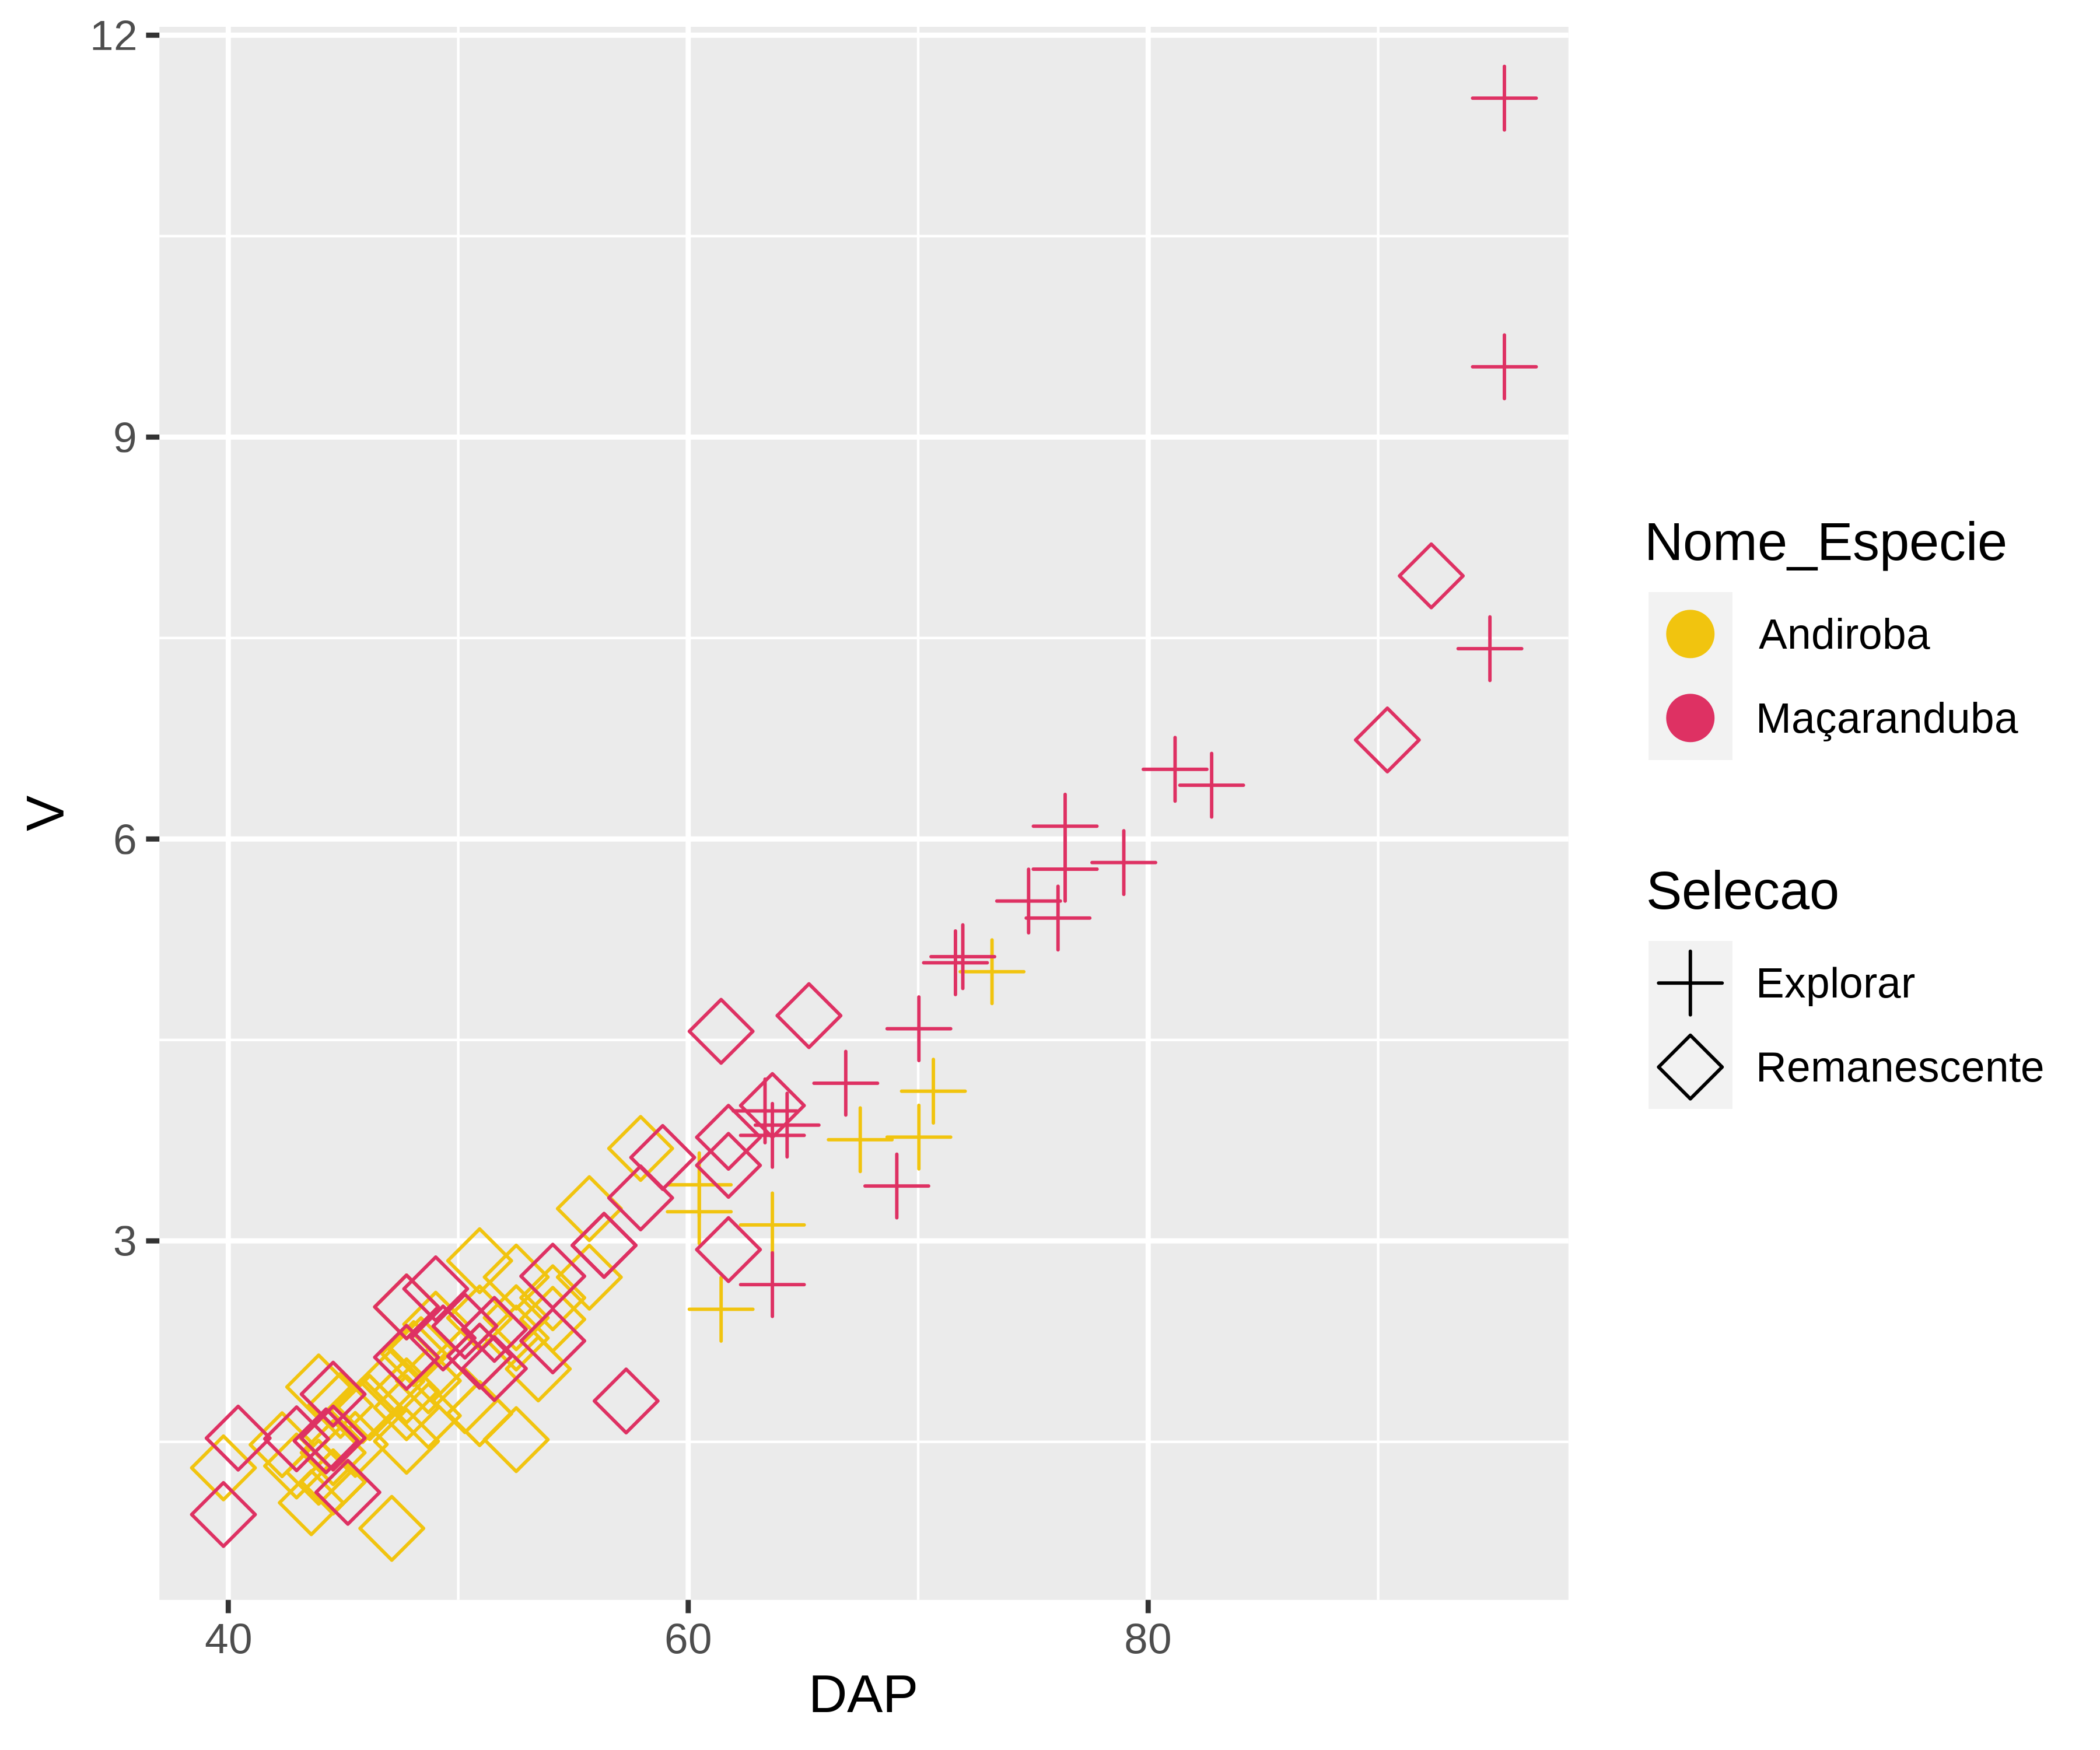 12
9
6
3
V
40 60 80
DAP
Nome_Especie
Andiroba
Maçaranduba
Selecao
Explorar
Remanescente